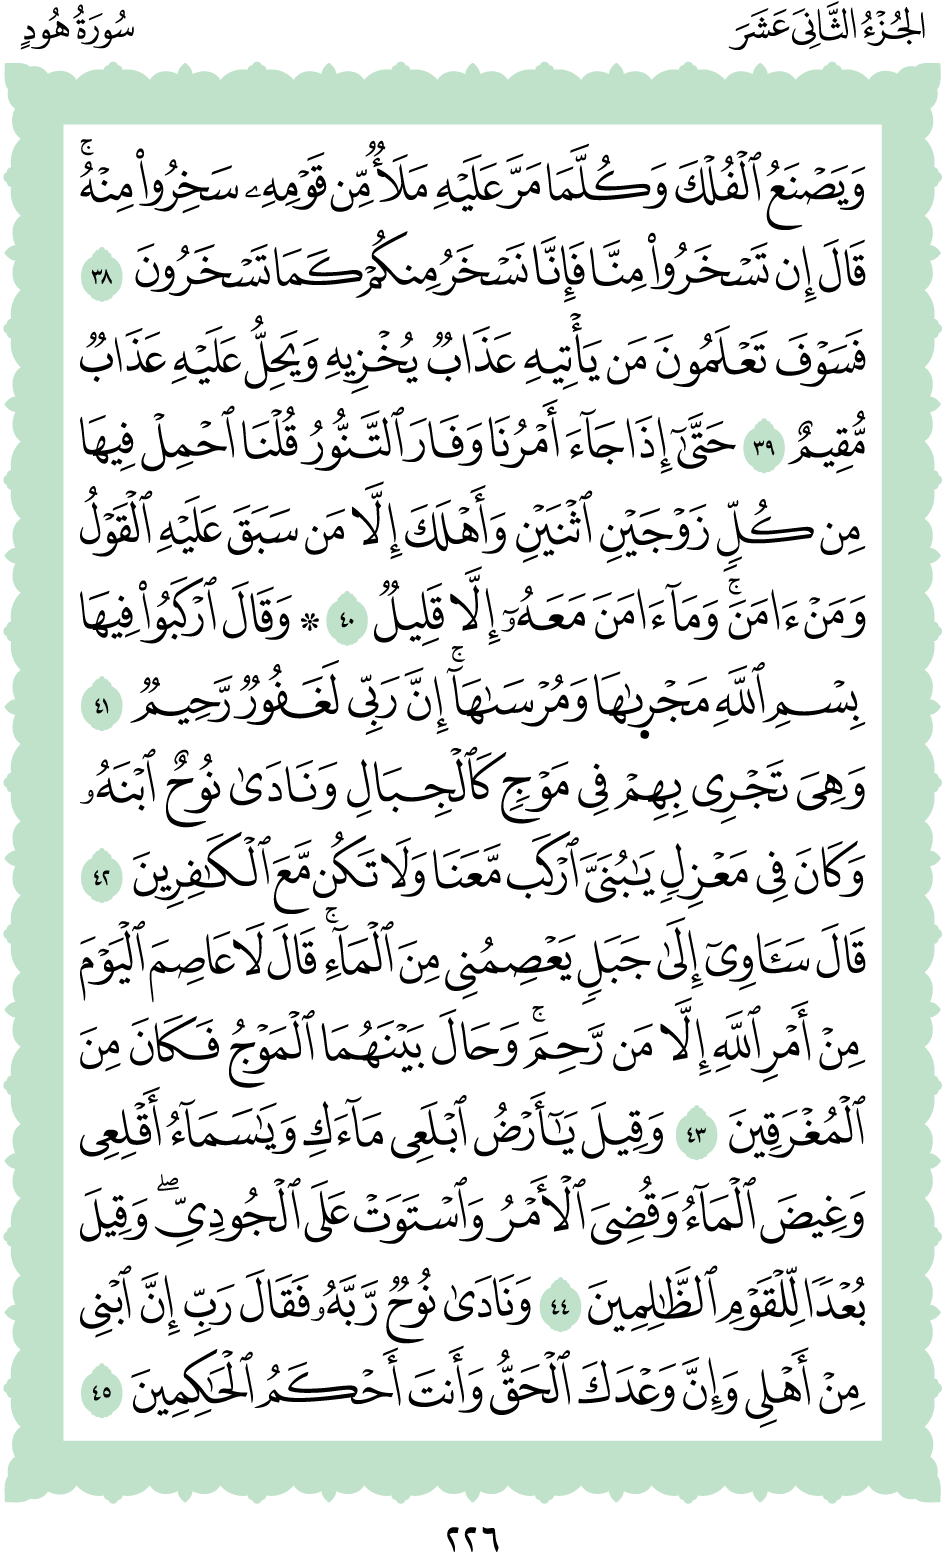 الجُزْءُ الثَّانِيَ عَشَرَ
سُورَةُ هُودٍ
وَيَصْنَعُ ٱلْفُلْكَ وَكُلَّمَا مَرَّ عَلَيْهِ مَلَأٌ مِّن قَوْمِهِۦ سَخِرُوا۟ مِنْهُ ۚ
قَالَ إِن تَسْخَرُوا۟ مِنَّا فَإِنَّا نَسْخَرُ مِنكُمْ كَمَا تَسْخَرُونَ ٣٨
فَسَوْفَ تَعْلَمُونَ مَن يَأْتِيهِ عَذَابٌ يُخْزِيهِ وَيَحِلُّ عَلَيْهِ عَذَابٌ
مُّقِيمٌ ٣٩ حَتَّىٰٓ إِذَا جَآءَ أَمْرُنَا وَفَارَ ٱلتَّنُّورُ قُلْنَا ٱحْمِلْ فِيهَا
مِن كُلٍّ زَوْجَيْنِ ٱثْنَيْنِ وَأَهْلَكَ إِلَّا مَن سَبَقَ عَلَيْهِ ٱلْقَوْلُ
وَمَنْ ءَامَنَ ۚ وَمَآ ءَامَنَ مَعَهُۥٓ إِلَّا قَلِيلٌ ٤٠ ۞ وَقَالَ ٱرْكَبُوا۟ فِيهَا
بِسْمِ ٱللَّهِ مَجْر۪ىٰهَا وَمُرْسَىٰهَآ ۚ إِنَّ رَبِّى لَغَفُورٌ رَّحِيمٌ ٤١
وَهِىَ تَجْرِى بِهِمْ فِى مَوْجٍ كَٱلْجِبَالِ وَنَادَىٰ نُوحٌ ٱبْنَهُۥ
وَكَانَ فِى مَعْزِلٍ يَـٰبُنَىَّ ٱرْكَب مَّعَنَا وَلَا تَكُن مَّعَ ٱلْكَـٰفِرِينَ ٤٢
قَالَ سَـَٔاوِىٓ إِلَىٰ جَبَلٍ يَعْصِمُنِى مِنَ ٱلْمَآءِ ۚ قَالَ لَا عَاصِمَ ٱلْيَوْمَ
مِنْ أَمْرِ ٱللَّهِ إِلَّا مَن رَّحِمَ ۚ وَحَالَ بَيْنَهُمَا ٱلْمَوْجُ فَكَانَ مِنَ
ٱلْمُغْرَقِينَ ٤٣ وَقِيلَ يَـٰٓأَرْضُ ٱبْلَعِى مَآءَكِ وَيَـٰسَمَآءُ أَقْلِعِى
وَغِيضَ ٱلْمَآءُ وَقُضِىَ ٱلْأَمْرُ وَٱسْتَوَتْ عَلَى ٱلْجُودِىِّ ۖ وَقِيلَ
بُعْدًا لِّلْقَوْمِ ٱلظَّـٰلِمِينَ ٤٤ وَنَادَىٰ نُوحٌ رَّبَّهُۥ فَقَالَ رَبِّ إِنَّ ٱبْنِى
مِنْ أَهْلِى وَإِنَّ وَعْدَكَ ٱلْحَقُّ وَأَنتَ أَحْكَمُ ٱلْحَـٰكِمِينَ ٤٥
٢٢٦